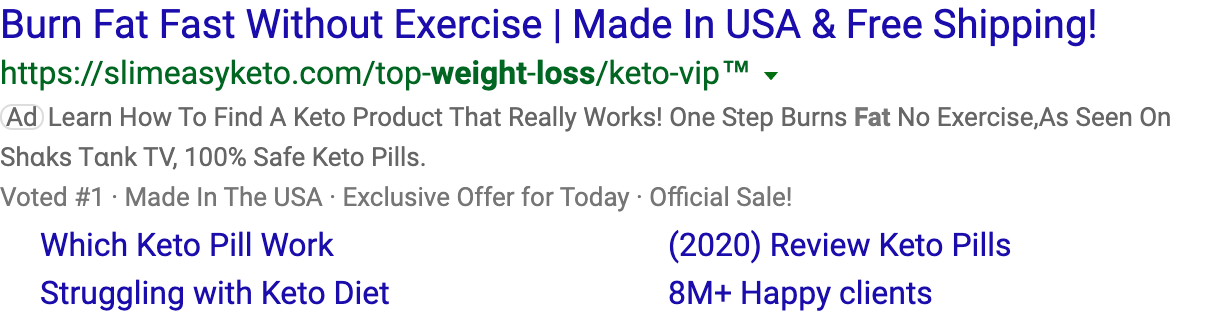 Burn Fat Fast Without Exercise | Made In USA & Free Shipping!
https://slimeasyketo.com/top-weight-loss/keto-vip™
Ad Learn How To Find A Keto Product That Really Works! One Step Burns Fat No Exercise,As Seen On
Shɑks Tɑnk TV, 100% Safe Keto Pills.
Voted #1 · Made In The USA · Exclusive Offer for Today · Official Sale!
Which Keto Pill Work
(2020) Review Keto Pills
Struggling with Keto Diet
8M+ Happy clients